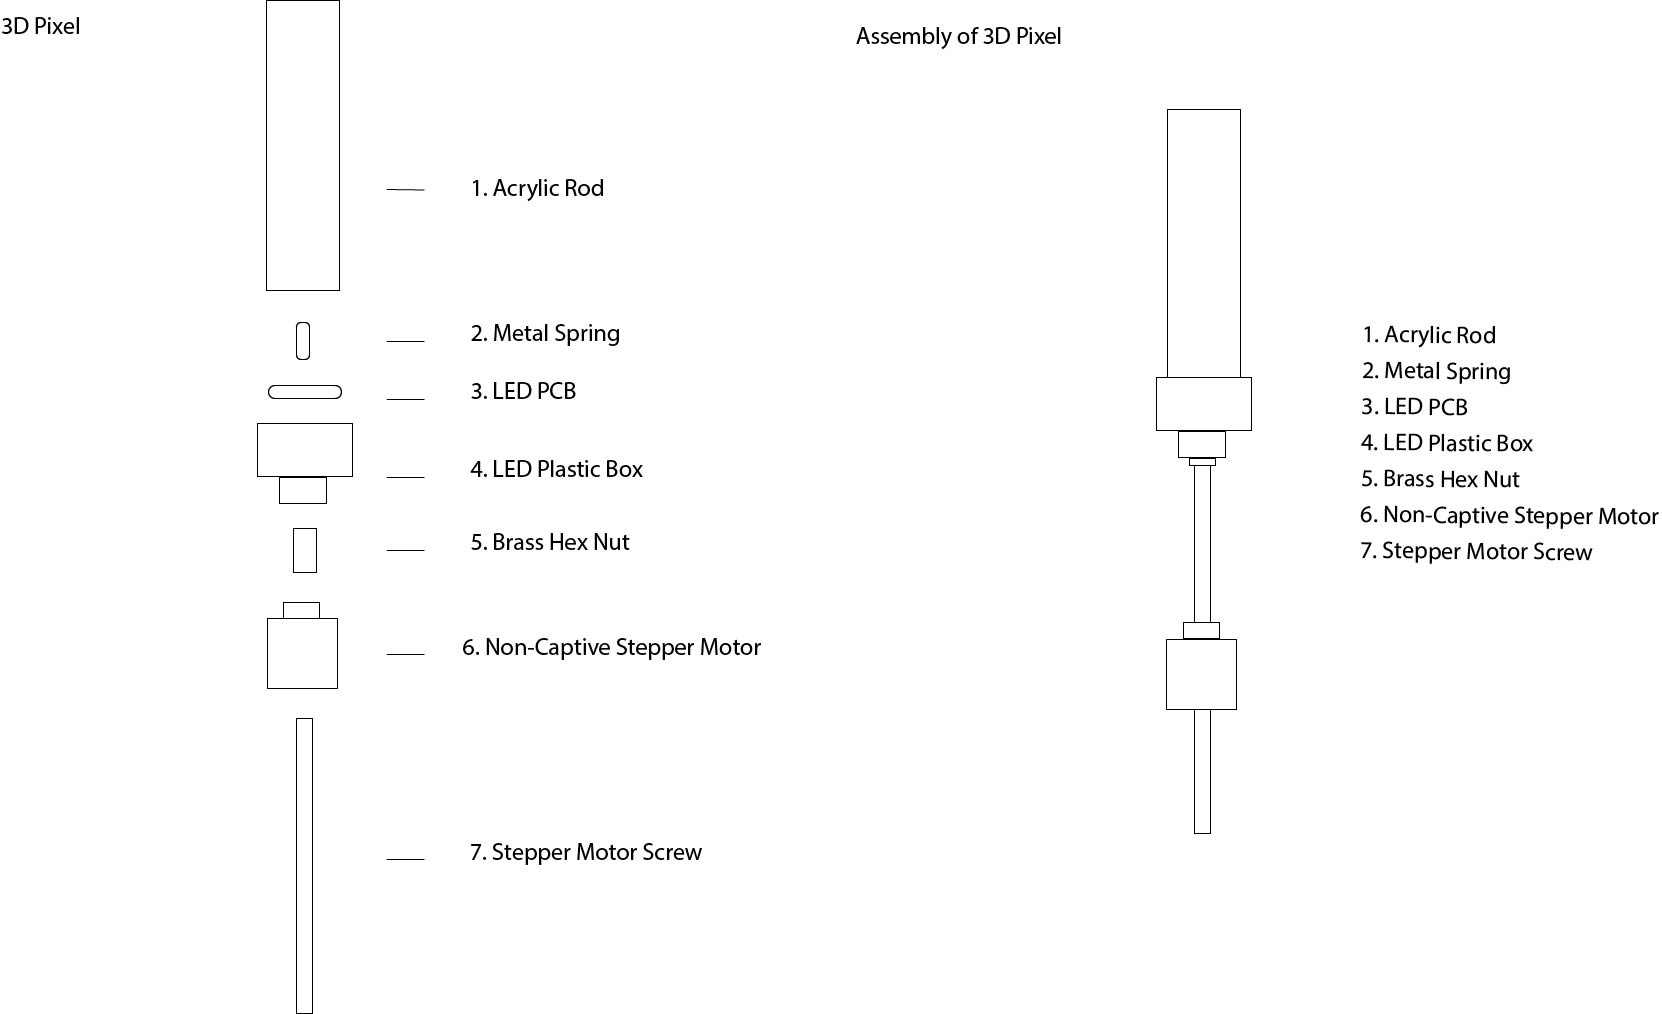 3D Pixel
1. Acrylic Rod
2. Metal Spring
3. LED PCB
4. LED Plastic Box
5. Brass Hex Nut
6. Non-Captive Stepper Motor
7. Stepper Motor Screw
Assembly of 3D Pixel
1. Acrylic Rod
2. Metal Spring
3. LED PCB
4. LED Plastic Box
5. Brass Hex Nut
6. Non-Captive Stepper Motor
7. Stepper Motor Screw